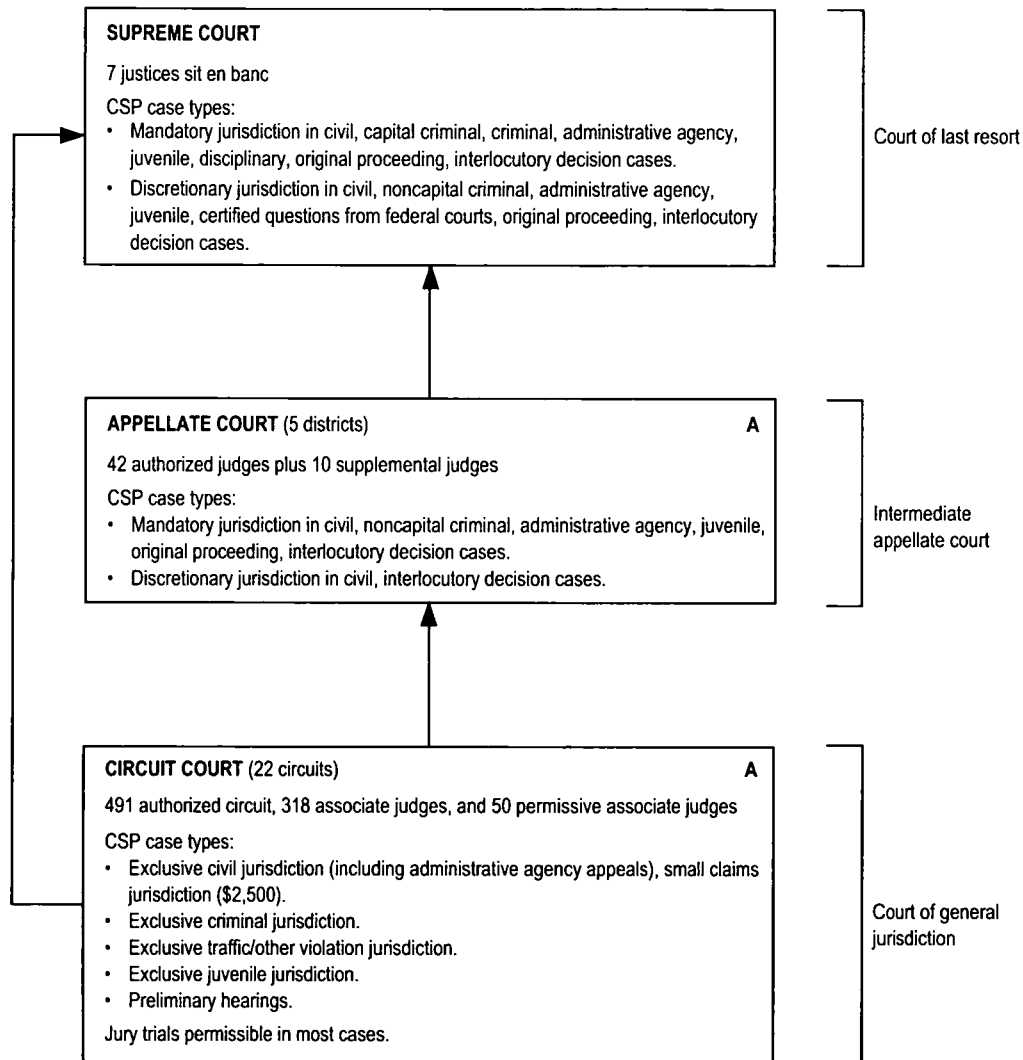 SUPREME COURT
7 justices sit en banc
CSP case types:
• Mandatory jurisdiction in civil, capital criminal, criminal, administrative agency,
juvenile, disciplinary, original proceeding, interlocutory decision cases.
• Discretionary jurisdiction in civil, noncapital criminal, administrative agency,
juvenile, certified questions from federal courts, original proceeding, interlocutory
decision cases.
Court of last resort
APPELLATE COURT (5 districts) A
42 authorized judges plus 10 supplemental judges
CSP case types:
• Mandatory jurisdiction in civil, noncapital criminal, administrative agency, juvenile,
original proceeding, interlocutory decision cases.
• Discretionary jurisdiction in civil, interlocutory decision cases.
Intermediate
appellate court
CIRCUIT COURT (22 circuits) A
491 authorized circuit, 318 associate judges, and 50 permissive associate judges
CSP case types:
• Exclusive civil jurisdiction (including administrative agency appeals), small claims
jurisdiction ($2,500).
• Exclusive criminal jurisdiction.
• Exclusive traffic/other violation jurisdiction.
• Exclusive juvenile jurisdiction.
• Preliminary hearings.
Jury trials permissible in most cases.
Court of general
jurisdiction